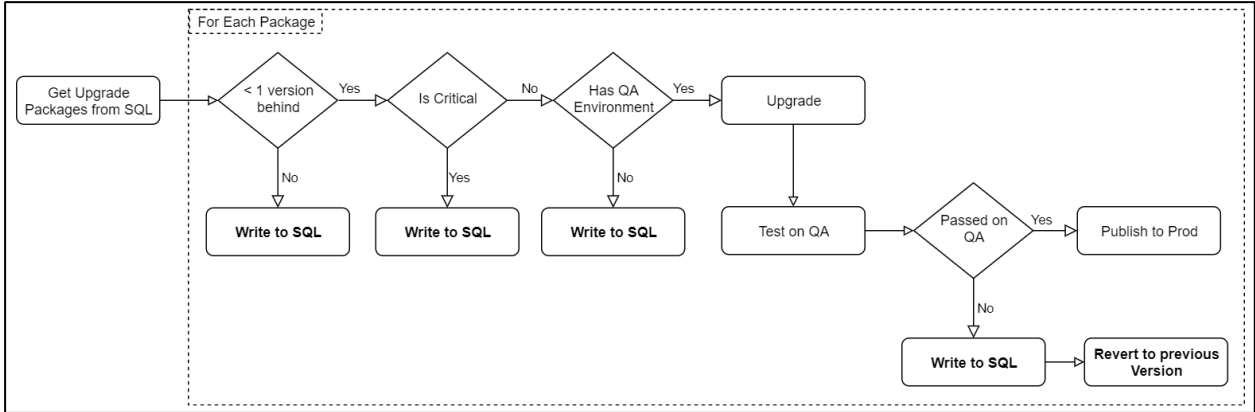 For Each Package
Get Upgrade
Packages from SQL
< 1 version
behind
Yes
Is Critical
No
Has QA
Environment
Yes
Upgrade
No
Yes
No
Write to SQL
Write to SQL
Write to SQL
Test on QA
Passed on
QA
Yes
Publish to Prod
No
Write to SQL
Revert to previous
Version